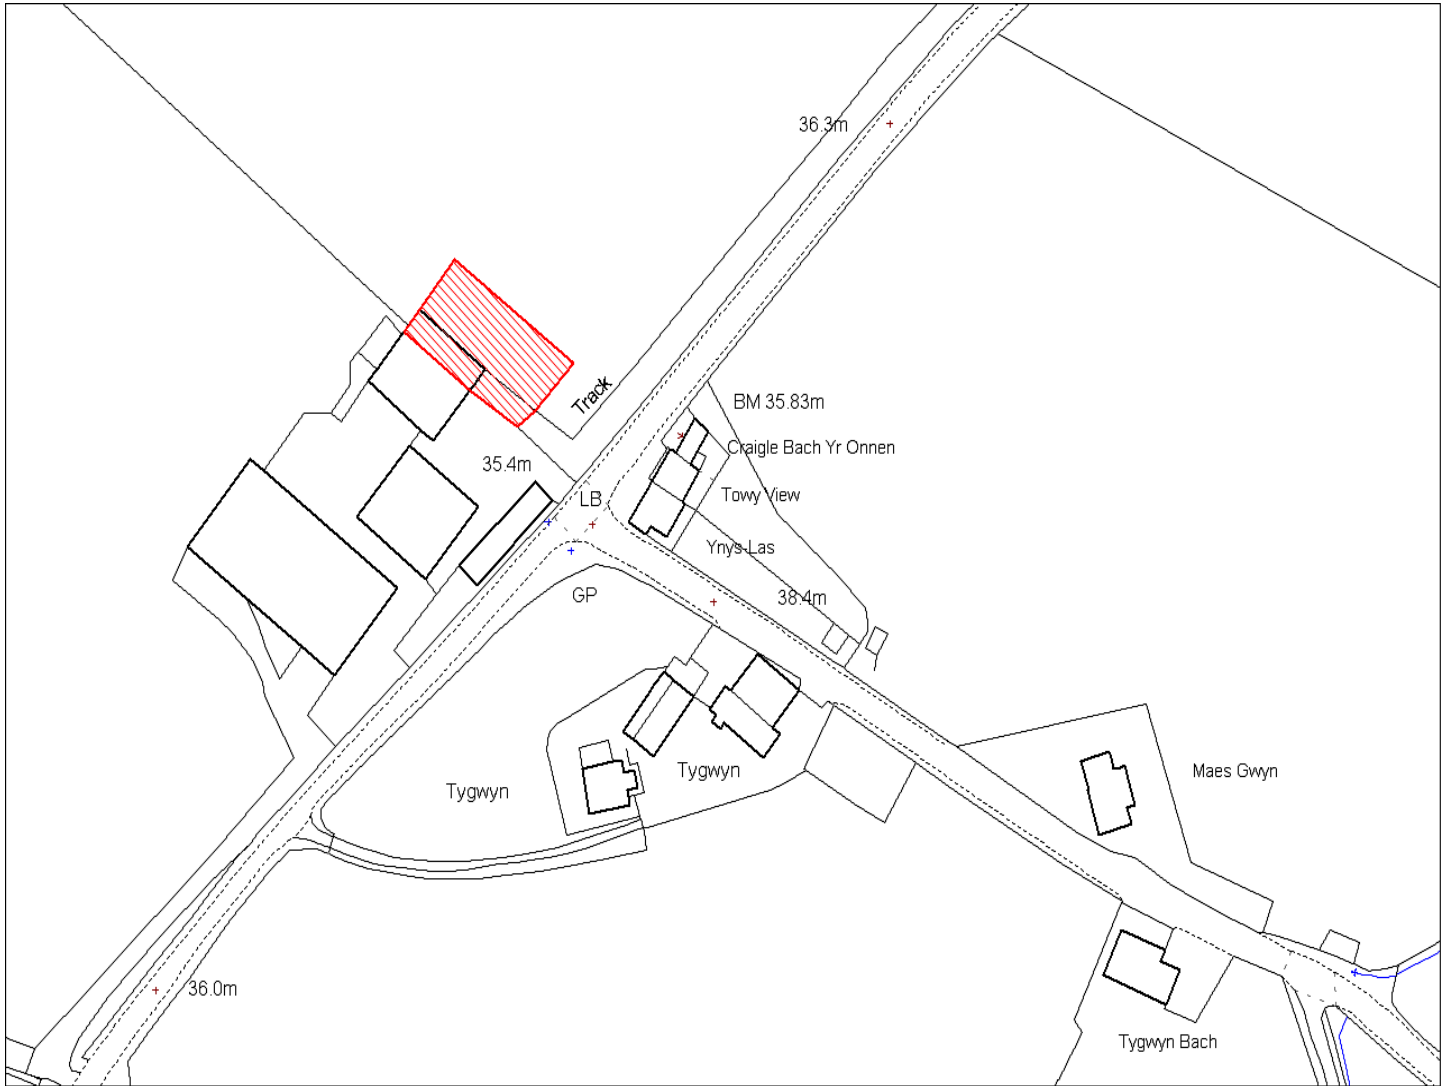 36.3m
Track
BM 35.83m
Craigle Bach Yr Onnen
35.4m
LB
Towy View
Ynys-Las
GP
38.4m
Tygwyn
Tygwyn
Maes Gwyn
36.0m
Tygwyn Bach